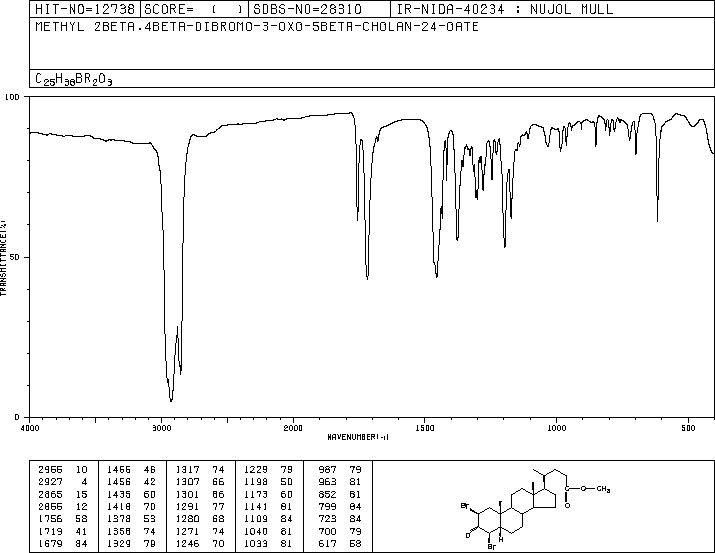 HIT-NO=12738 SCORE= ( ) SDBS-NO=28310 IR-NIDA-40234 : NUJOL MULL
METHYL 2BETA,4BETA-DIBROMO-3-OXO-5BETA-CHOLAN-24-OATE
C25H38BR2O3
100
50
0
TRANSMITTANCE(%)
4000 3000 2000 1500 1000 500
WAVENUMBER(-1)
2966 10 1466 46 1317 74 1229 79 987 79
2927 4 1456 42 1307 66 1198 50 963 81
2865 15 1435 60 1301 66 1173 60 852 81
2855 12 1418 70 1291 77 1141 81 799 84
1756 58 1378 53 1280 68 1109 84 723 84
1719 41 1358 74 1271 74 1040 81 700 79
1679 84 1329 79 1246 70 1033 81 617 58
Br
O
Br
H
C
O
O
CH3